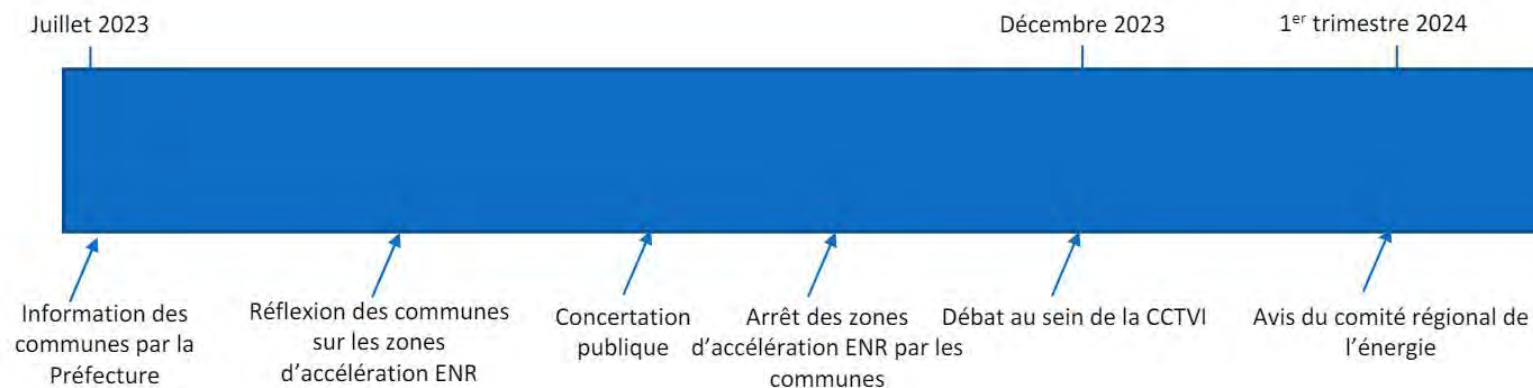 Juillet 2023
Décembre 2023
1er trimestre 2024
Information des
communes par la
Préfecture
Réflexion des communes
sur les zones
d'accélération ENR
Concertation
publique
Arrêt des zones
d'accélération ENR par les
communes
Débat au sein de la CCTVI
Avis du comité régional de
l'énergie